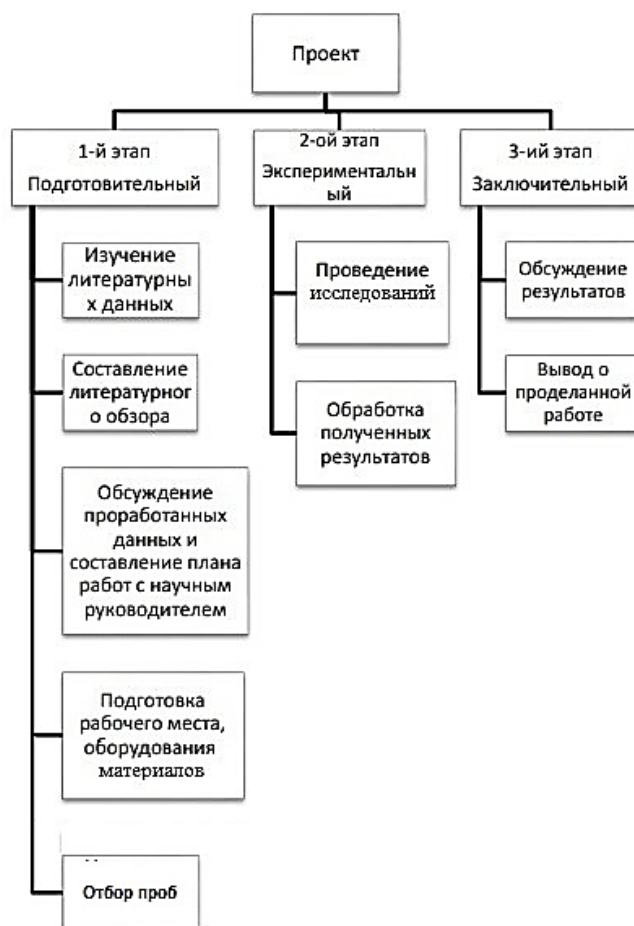 Проект
1-й этап
Подготовительный
Изучение
литературны
х данных
Составление
литературног
о обзора
Обсуждение
проработанных
данных и
составление плана
работ с научным
руководителем
Подготовка
рабочего места,
оборудования
материалов
Отбор проб
2-ой этап
Экспериментальн
ый
Проведение
исследований
Обработка
полученных
результатов
3-ий этап
Заключительный
Обсуждение
результатов
Вывод о
проделанной
работе